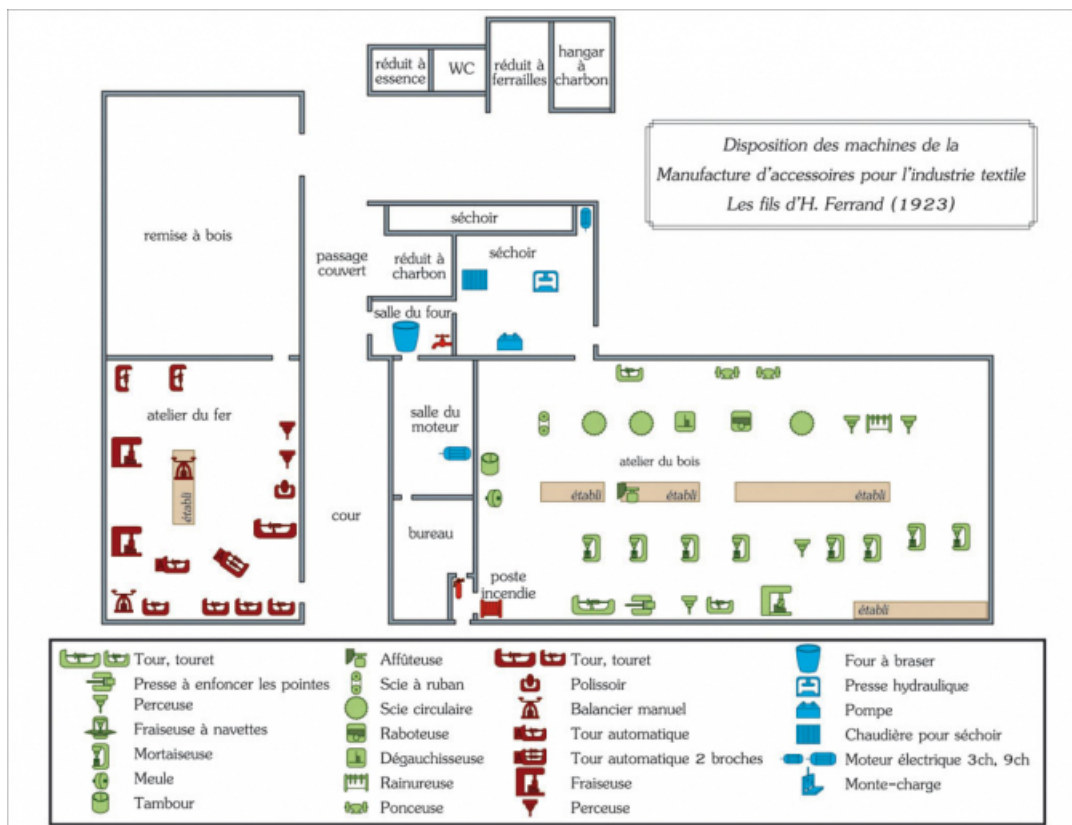 réduit à
essence
WC
réduit à
ferrailles
hangar
à
charbon
Disposition des machines de la
Manufacture d'accessoires pour l'industrie textile
Les fils d'H. Ferrand (1923)
remise à bois
passage
couvert
séchoir
réduit à
charbon
séchoir
salle du four
atelier du fer
établi
cour
salle du
moteur
bureau
poste
incendie
atelier du bois
établi
établi
établi
établi
Tour, touret
Presse à enfoncer les pointes
Perceuse
Fraiseuse à navettes
Mortaiseuse
Meule
Tambour
Affûteuse
Scie à ruban
Scie circulaire
Raboteuse
Dégauchisseuse
Rainureuse
Ponceuse
Tour, touret
Polissoir
Balancier manuel
Tour automatique
Tour automatique 2 broches
Fraiseuse
Perceuse
Four à braser
Presse hydraulique
Pompe
Chaudière pour séchoir
Moteur électrique 3ch, 9ch
Monte-charge